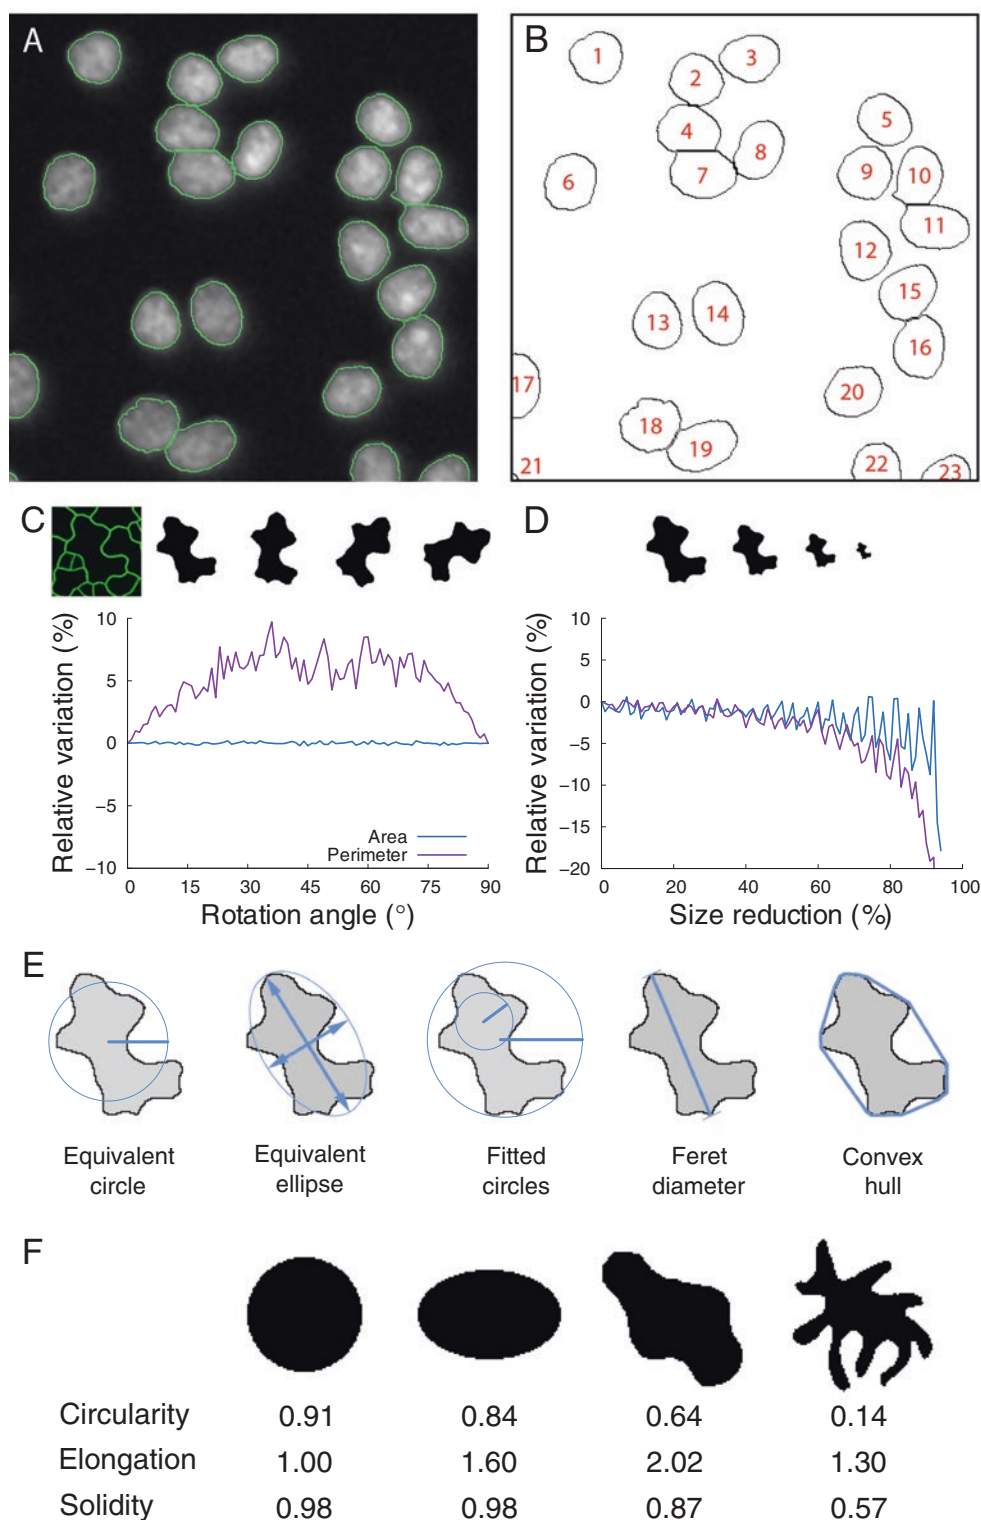 A
B
1
2
3
4
5
6
7
8
9
10
11
12
13
14
15
16
17
18
19
20
21
22
23
C
D
Relative variation (%)
10
5
0
−5
−10
Area
Perimeter
0 15 30 45 60 75 90
Rotation angle (°)
Relative variation (%)
10
5
0
−5
−10
−15
−20
0 20 40 60 80 100
Size reduction (%)
E
Equivalent
circle
Equivalent
ellipse
Fitted
circles
Feret
diameter
Convex
hull
F
Circularity 0.91 0.84 0.64 0.14
Elongation 1.00 1.60 2.02 1.30
Solidity 0.98 0.98 0.87 0.57